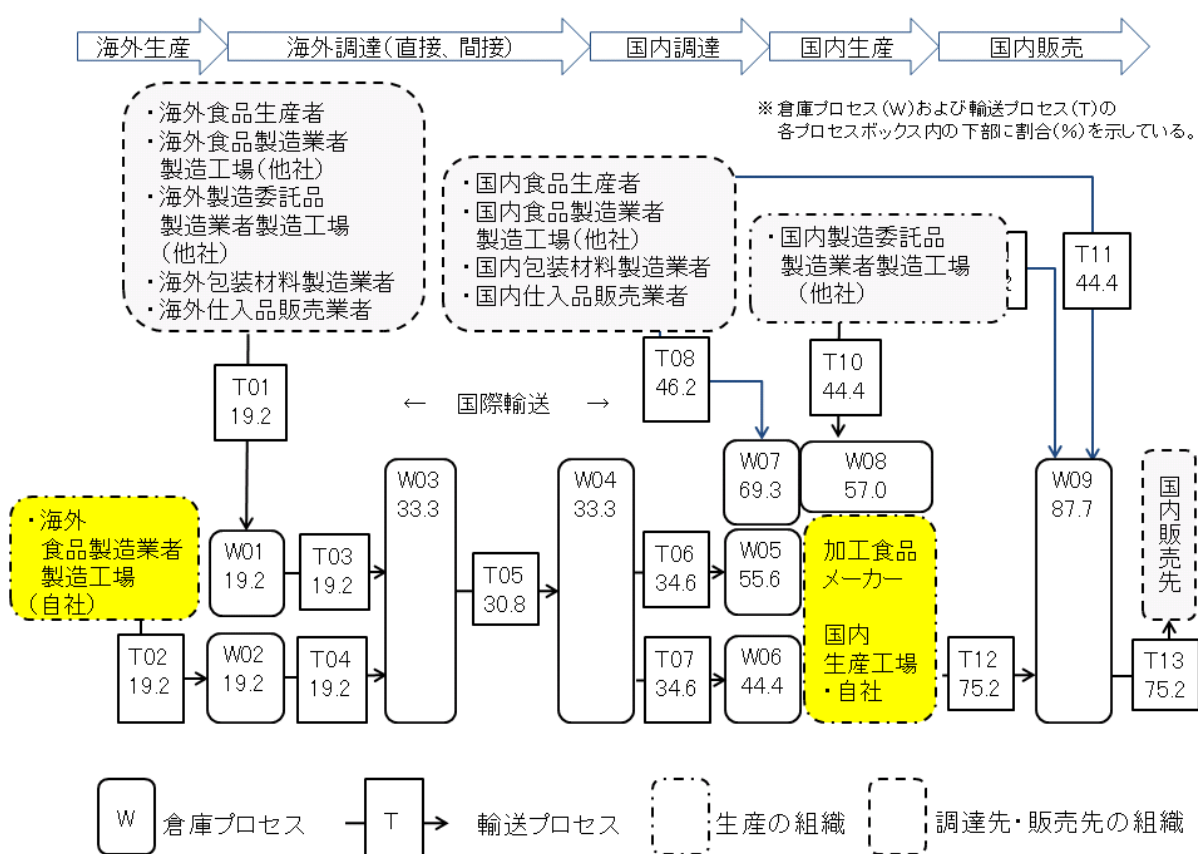 海外生産
海外調達(直接、間接)
国内調達
国内生産
国内販売
※倉庫プロセス(W)および輸送プロセス(T)の
各プロセスボックス内の下部に割合(%)を示している。
・海外食品生産者
・海外食品製造業者
製造工場(他社)
・海外製造委託品
製造業者製造工場
(他社)
・海外包装材料製造業者
・海外仕入品販売業者
・国内食品生産者
・国内食品製造業者
製造工場(他社)
・国内包装材料製造業者
・国内仕入品販売業者
・国内製造委託品
製造業者製造工場
(他社)
T11
44.4
T01
19.2
← 国際輸送 →
T08
46.2
T10
44.4
・海外
食品製造業者
製造工場
(自社)
W01
19.2
T03
19.2
W03
33.3
T05
30.8
W04
33.3
T06
34.6
W07
69.3
W08
57.0
W05
55.6
加工食品
メーカー
国内
生産工場
・自社
W09
87.7
国内販売先
T02
19.2
W02
19.2
T04
19.2
T07
34.6
W06
44.4
T12
75.2
T13
75.2
W
倉庫プロセス
T
輸送プロセス
生産の組織
調達先・販売先の組織